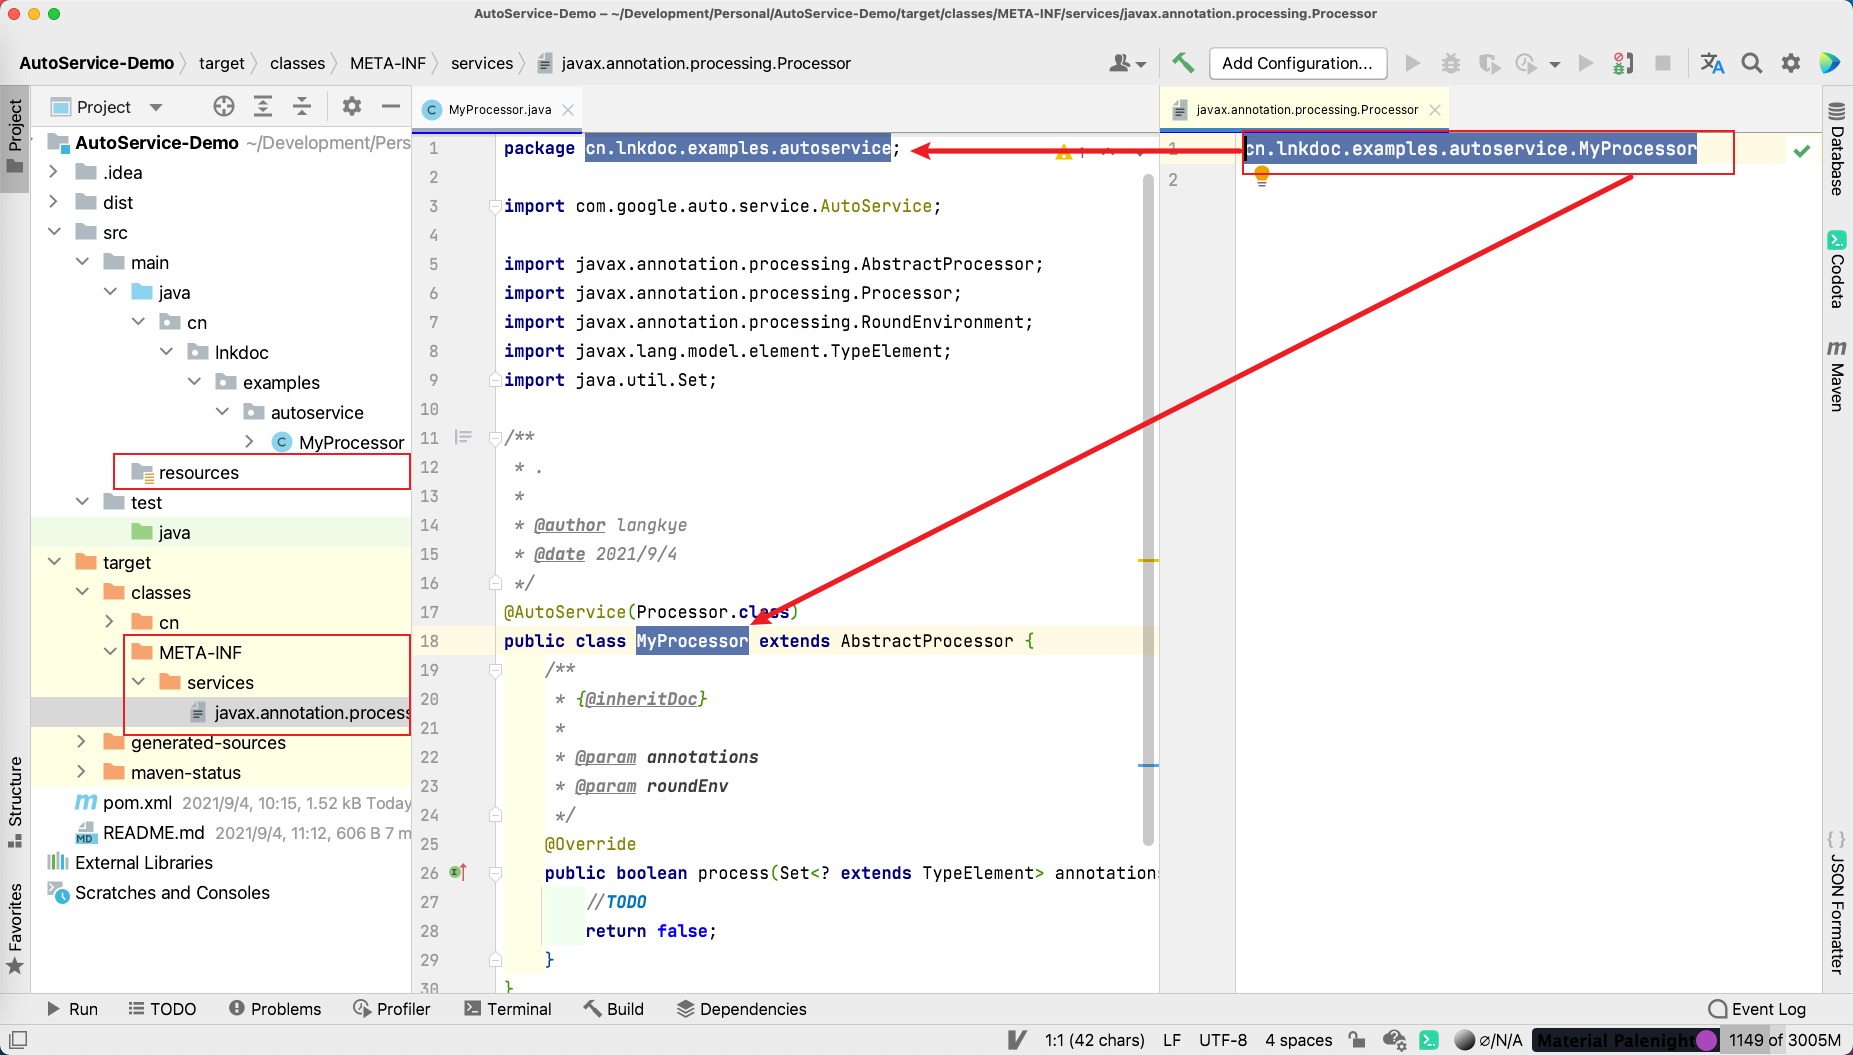 AutoService-Demo – ~/Development/Personal/AutoService-Demo/target/classes/META-INF/services/javax.annotation.processing.Processor
AutoService-Demo target classes META-INF services javax.annotation.processing.Processor
Add Configuration...
Project
Project
MyProcessor.java
javax.annotation.processing.Processor
AutoService-Demo ~/Development/Pers
.idea
dist
src
main
java
cn
lnkdoc
examples
autoservice
MyProcessor
resources
test
java
target
classes
cn
META-INF
services
javax.annotation.process
generated-sources
maven-status
pom.xml 2021/9/4, 10:15, 1.52 kB Today
README.md 2021/9/4, 11:12, 606 B 7 m
External Libraries
Scratches and Consoles
Structure
Favorites
1 package cn.lnkdoc.examples.autoservice;
2
3 import com.google.auto.service.AutoService;
4
5 import javax.annotation.processing.AbstractProcessor;
6 import javax.annotation.processing.Processor;
7 import javax.annotation.processing.RoundEnvironment;
8 import javax.lang.model.element.TypeElement;
9 import java.util.Set;
10
11 /**
12 * .
13 *
14 * @author langkye
15 * @date 2021/9/4
16 */
17 @AutoService(Processor.class)
18 public class MyProcessor extends AbstractProcessor {
19 /**
20 * {@inheritDoc}
21 *
22 * @param annotations
23 * @param roundEnv
24 */
25 @Override
26 public boolean process(Set<? extends TypeElement> annotations
27 //TODO
28 return false;
29 }
30 }
1 cn.lnkdoc.examples.autoservice.MyProcessor
2
Database
Codota
m Maven
{ } JSON Formatter
Run TODO Problems Profiler Terminal Build Dependencies
Event Log
1:1 (42 chars) LF UTF-8 4 spaces ∅/N/A Material Palenight 1149 of 3005M